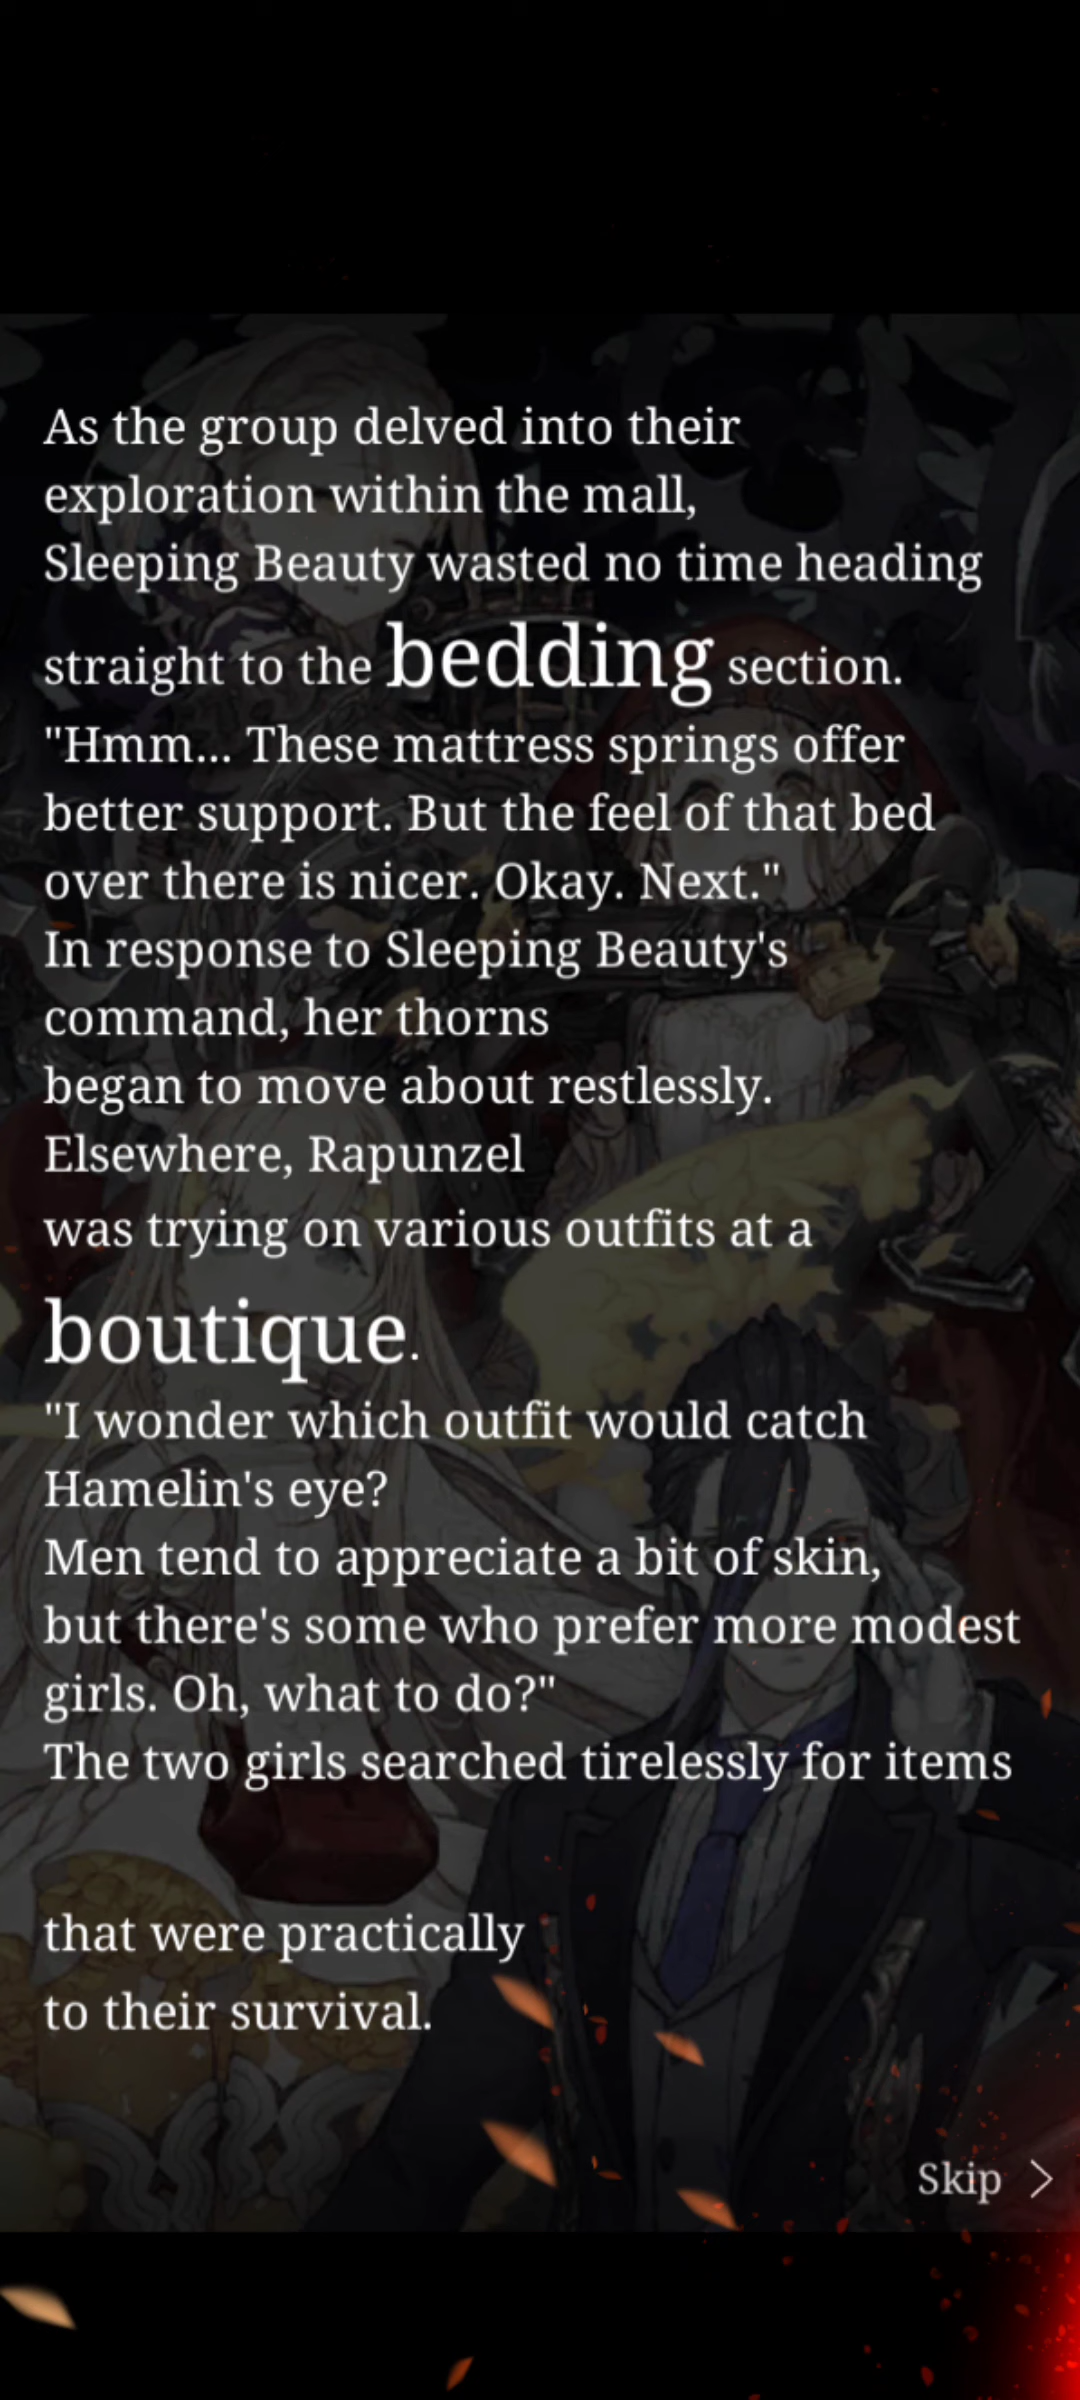 As the group delved into their
exploration within the mall,
Sleeping Beauty wasted no time heading
straight to the bedding section.
"Hmm... These mattress springs offer
better support. But the feel of that bed
over there is nicer. Okay. Next."
In response to Sleeping Beauty's
command, her thorns
began to move about restlessly.
Elsewhere, Rapunzel
was trying on various outfits at a
boutique.
"I wonder which outfit would catch
Hamelin's eye?
Men tend to appreciate a bit of skin,
but there's some who prefer more modest
girls. Oh, what to do?"
The two girls searched tirelessly for items
that were practically
to their survival.
Skip >